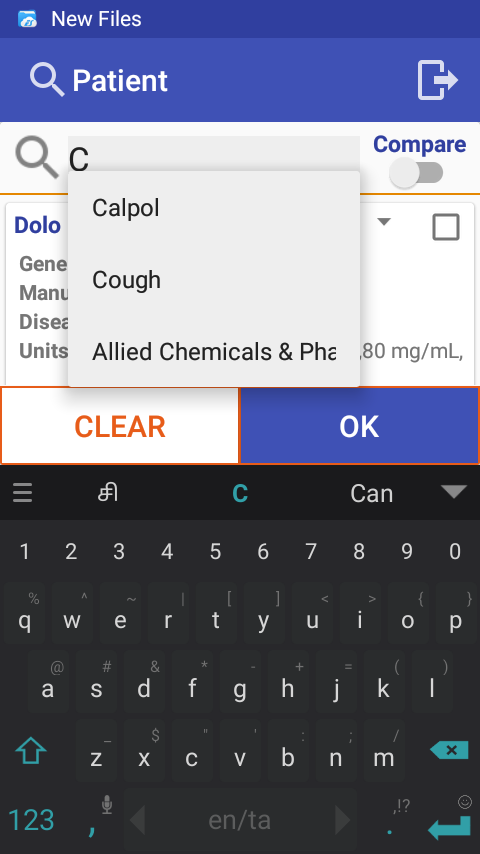 New Files
Patient
C
Compare
Calpol
Dolo
Cough
Gene
Manu
Disea
Allied Chemicals & Pha
Units
,80 mg/mL,
CLEAR
OK
சி
C
Can
1 2 3 4 5 6 7 8 9 0
% ^ ~ | [ ] < > { }
q w e r t y u i o p
@ # & * - + = ( )
a s d f g h j k l
_ $ " ' : ; /
z x c v b n m
,!?
123 , en/ta .